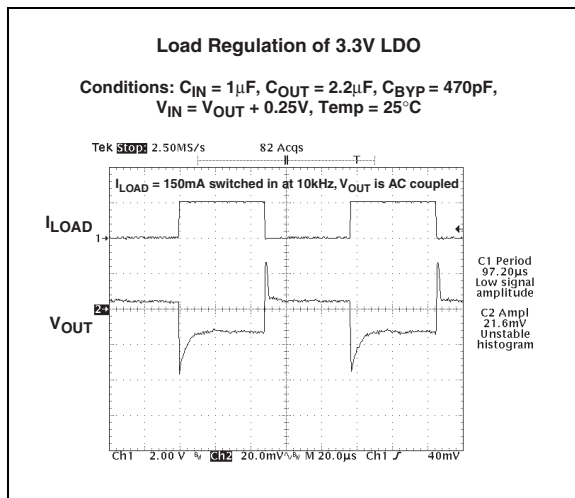 Load Regulation of 3.3V LDO
Conditions: CIN = 1µF, COUT = 2.2µF, CBYP = 470pF,
VIN = VOUT + 0.25V, Temp = 25°C
Tek Stop: 2.50MS/s 82 Acqs
T
ILOAD = 150mA switched in at 10kHz, VOUT is AC coupled
ILOAD
1
C1 Period
97.20µs
Low signal
amplitude
2
VOUT
C2 Ampl
21.6mV
Unstable
histogram
Ch1 2.00 V BW Ch2 20.0mV∿BW M 20.0µs Ch1 ʃ 40mV